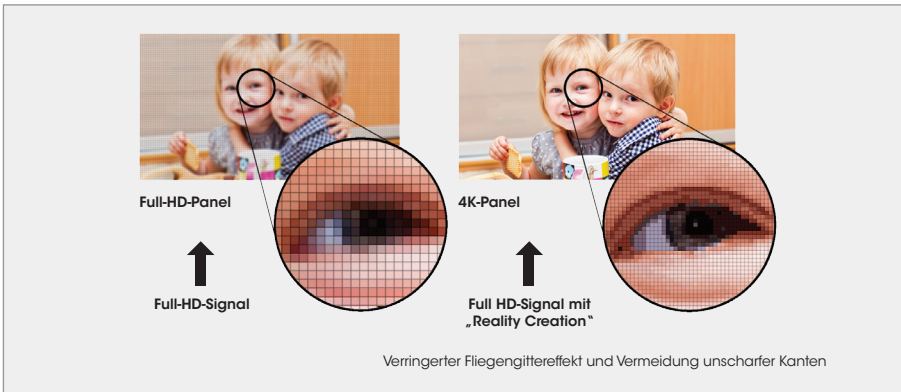 Full-HD-Panel
4K-Panel
Full-HD-Signal
Full HD-Signal mit
„Reality Creation“
Verringerter Fliegengittereffekt und Vermeidung unscharfer Kanten